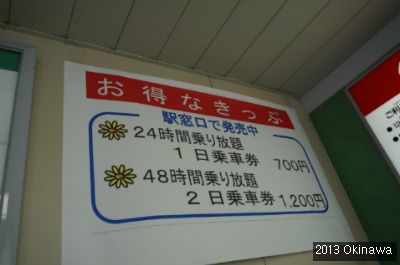 お得なきっぷ
駅窓口で発売中
24時間乗り放題
1日乗車券 700円
48時間乗り放題
2日乗車券 1,200円
2013 Okinawa